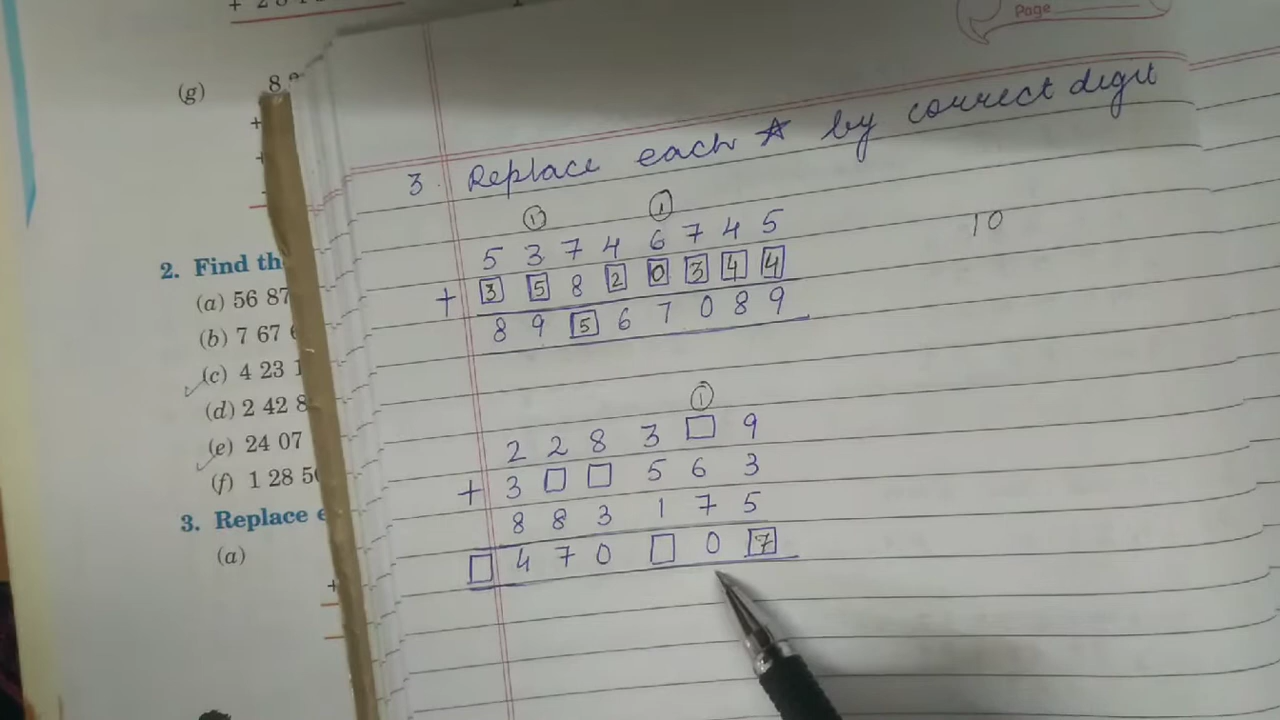 Page
(g) 8
3. Replace each ☆ by correct digit
① ①
5 3 7 4 6 7 4 5
10
+ 3 5 8 2 0 3 4 4
8 9 5 6 7 0 8 9
①
2 2 8 3 □ 9
+ 3 □ □ 5 6 3
8 8 3 1 7 5
□ 4 7 0 □ 0 7
2. Find th
(a) 56 87
(b) 7 67
(c) 4 23 1
(d) 2 42 8
(e) 24 07
(f) 1 28 50
3. Replace
(a)
+